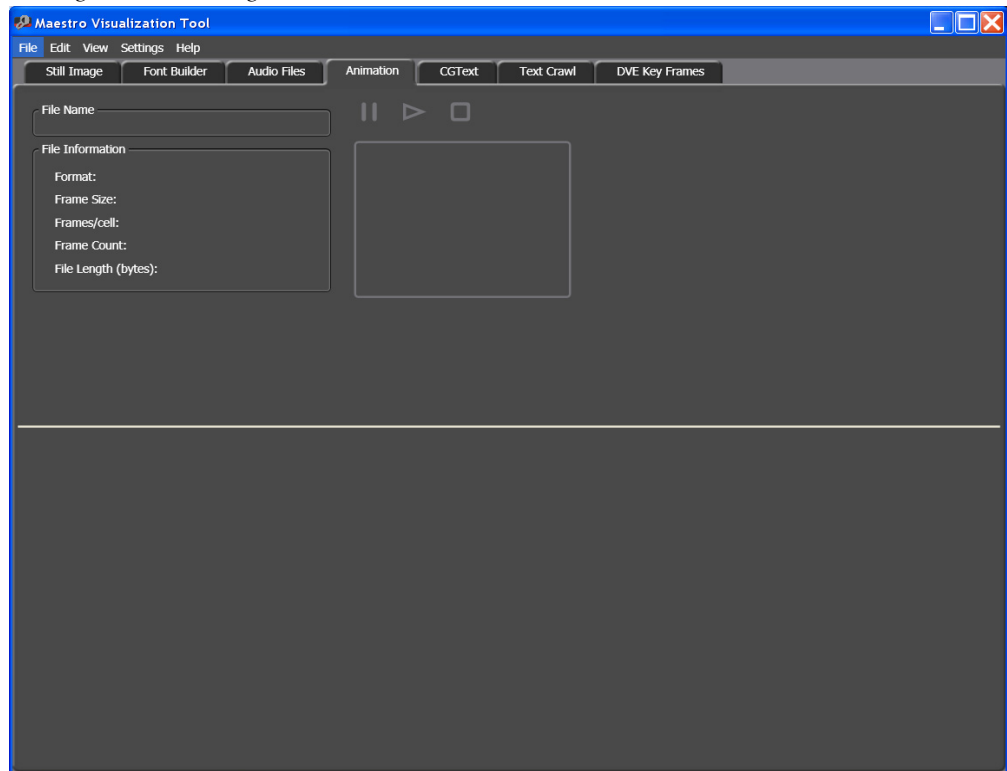 Maestro Visualization Tool
File Edit View Settings Help
Still Image Font Builder Audio Files Animation CGText Text Crawl DVE Key Frames
File Name
File Information
Format:
Frame Size:
Frames/cell:
Frame Count:
File Length (bytes):